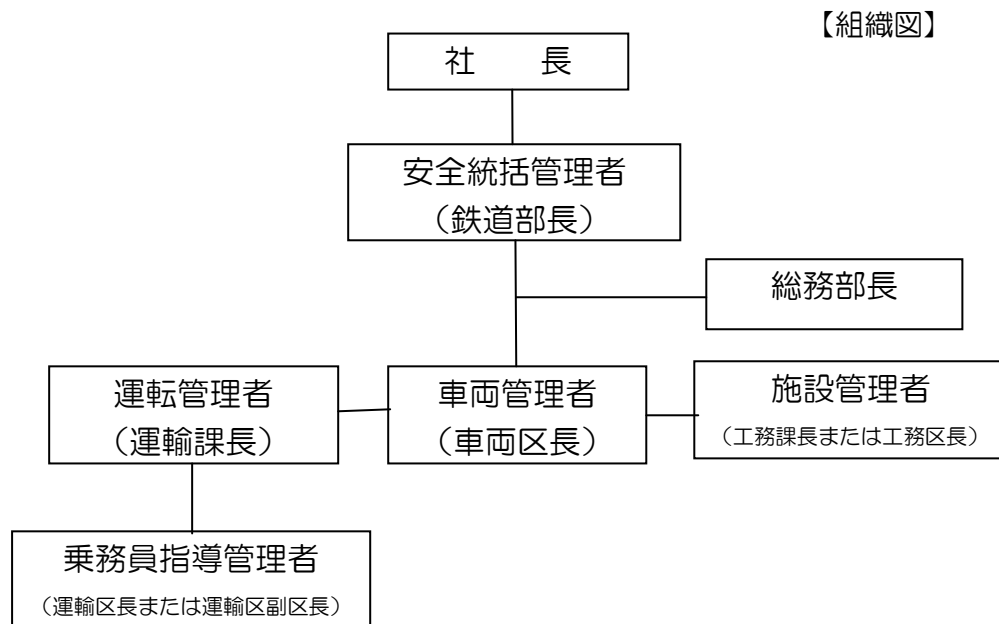 【組織図】
社　　長
安全統括管理者
（鉄道部長）
総務部長
運転管理者
（運輸課長）
車両管理者
（車両区長）
施設管理者
（工務課長または工務区長）
乗務員指導管理者
（運輸区長または運輸区副区長）